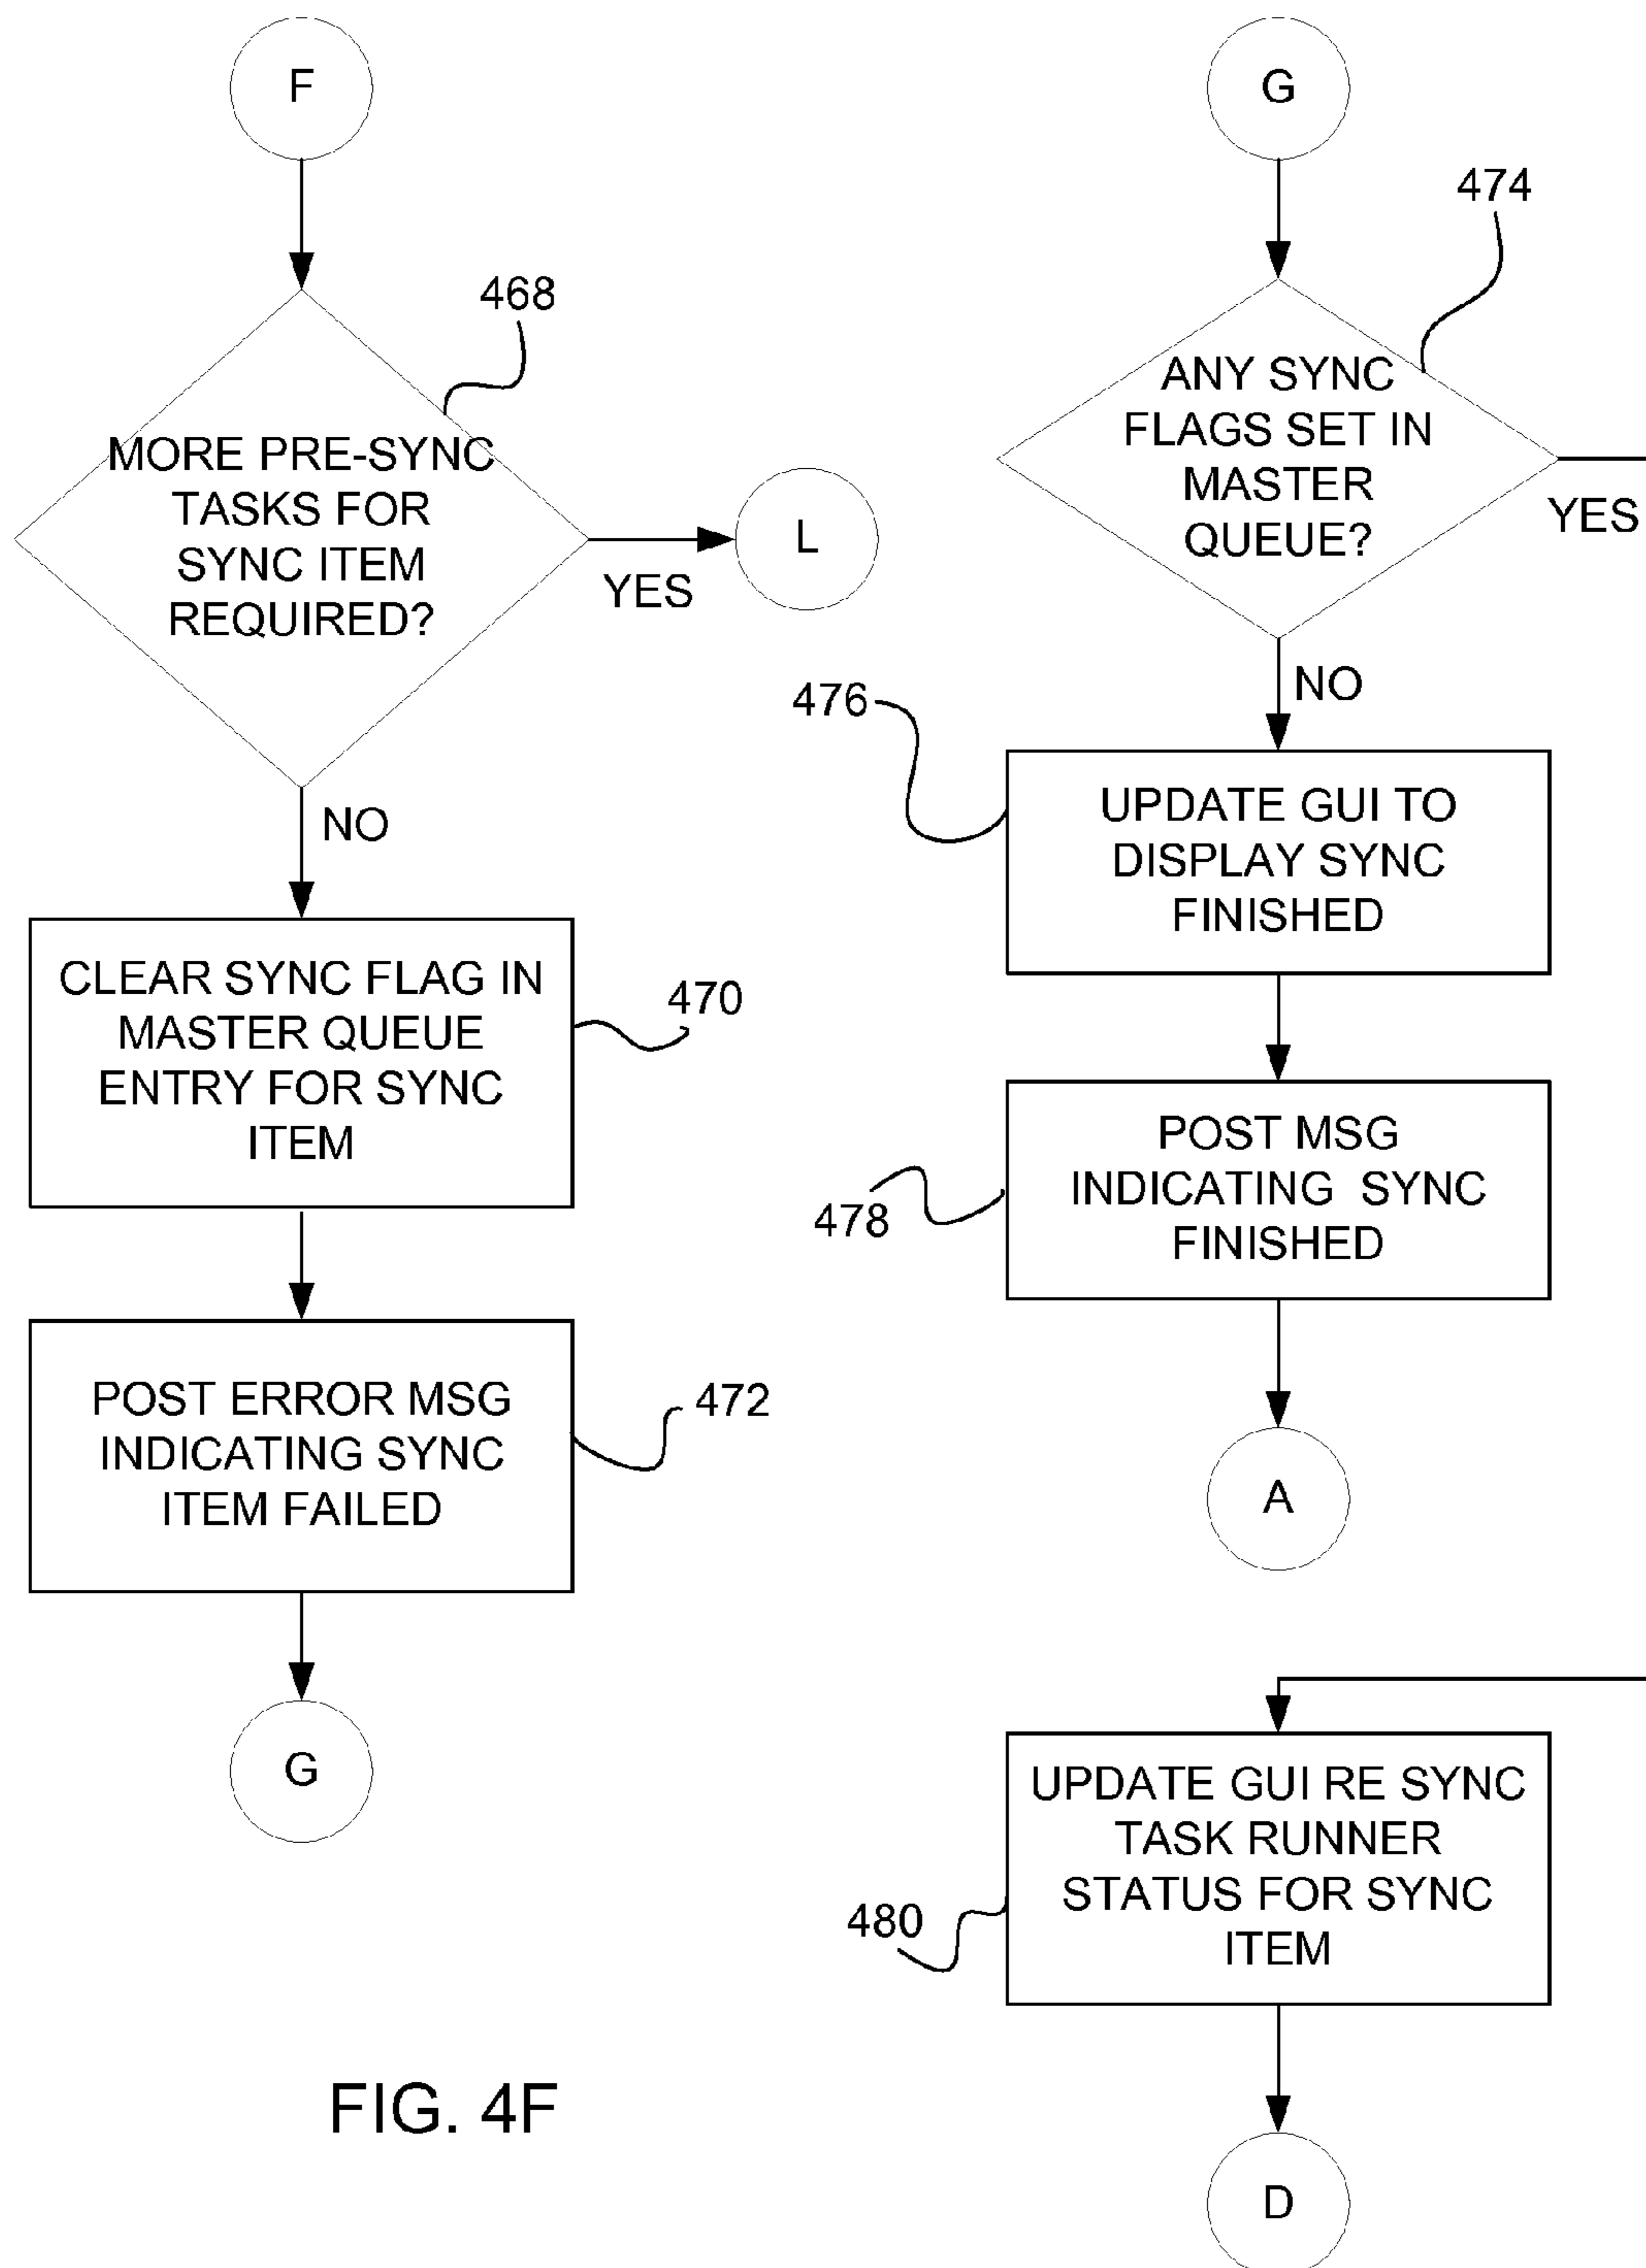 F
468
MORE PRE-SYNC
TASKS FOR
SYNC ITEM
REQUIRED?
YES
L
NO
CLEAR SYNC FLAG IN
MASTER QUEUE
ENTRY FOR SYNC
ITEM
470
POST ERROR MSG
INDICATING SYNC
ITEM FAILED
472
G
G
474
ANY SYNC
FLAGS SET IN
MASTER
QUEUE?
YES
NO
476
UPDATE GUI TO
DISPLAY SYNC
FINISHED
POST MSG
INDICATING SYNC
FINISHED
478
A
UPDATE GUI RE SYNC
TASK RUNNER
STATUS FOR SYNC
ITEM
480
D
FIG. 4F